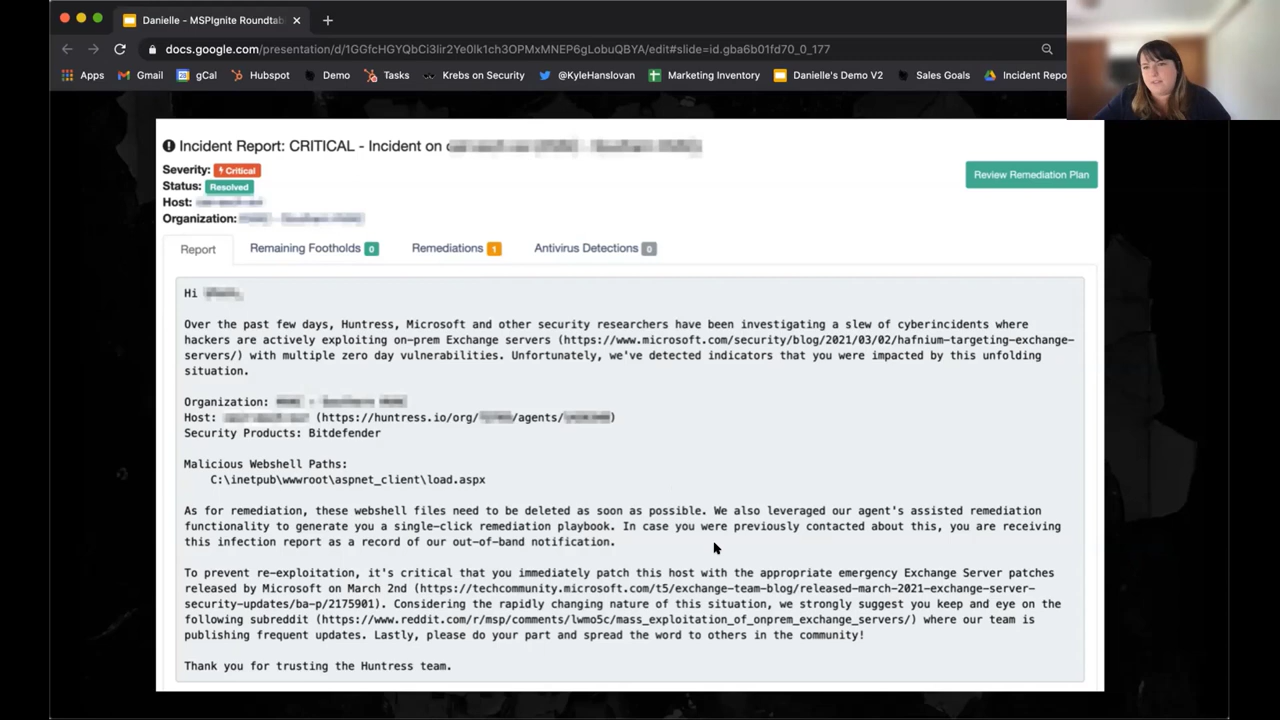 Danielle - MSPIgnite Roundtab
docs.google.com/presentation/d/1GGfcHGYQbCi3lir2Ye0lk1ch3OPMxMNEP6gLobuQBYA/edit#slide=id.gba6b01fd70_0_177
Apps Gmail gCal Hubspot Demo Tasks Krebs on Security @KyleHanslovan Marketing Inventory Danielle's Demo V2 Sales Goals Incident Repo
Incident Report: CRITICAL - Incident on
Severity: Critical
Status: Resolved
Host:
Organization:
Review Remediation Plan
Report Remaining Footholds 0 Remediations 1 Antivirus Detections 0
Hi
Over the past few days, Huntress, Microsoft and other security researchers have been investigating a slew of cyberincidents where
hackers are actively exploiting on-prem Exchange servers (https://www.microsoft.com/security/blog/2021/03/02/hafnium-targeting-exchange-
servers/) with multiple zero day vulnerabilities. Unfortunately, we've detected indicators that you were impacted by this unfolding
situation.
Organization:
Host: (https://huntress.io/org/ /agents/ )
Security Products: Bitdefender
Malicious Webshell Paths:
C:\inetpub\wwwroot\aspnet_client\load.aspx
As for remediation, these webshell files need to be deleted as soon as possible. We also leveraged our agent's assisted remediation
functionality to generate you a single-click remediation playbook. In case you were previously contacted about this, you are receiving
this infection report as a record of our out-of-band notification.
To prevent re-exploitation, it's critical that you immediately patch this host with the appropriate emergency Exchange Server patches
released by Microsoft on March 2nd (https://techcommunity.microsoft.com/t5/exchange-team-blog/released-march-2021-exchange-server-
security-updates/ba-p/2175901). Considering the rapidly changing nature of this situation, we strongly suggest you keep and eye on the
following subreddit (https://www.reddit.com/r/msp/comments/lwmo5c/mass_exploitation_of_onprem_exchange_servers/) where our team is
publishing frequent updates. Lastly, please do your part and spread the word to others in the community!
Thank you for trusting the Huntress team.